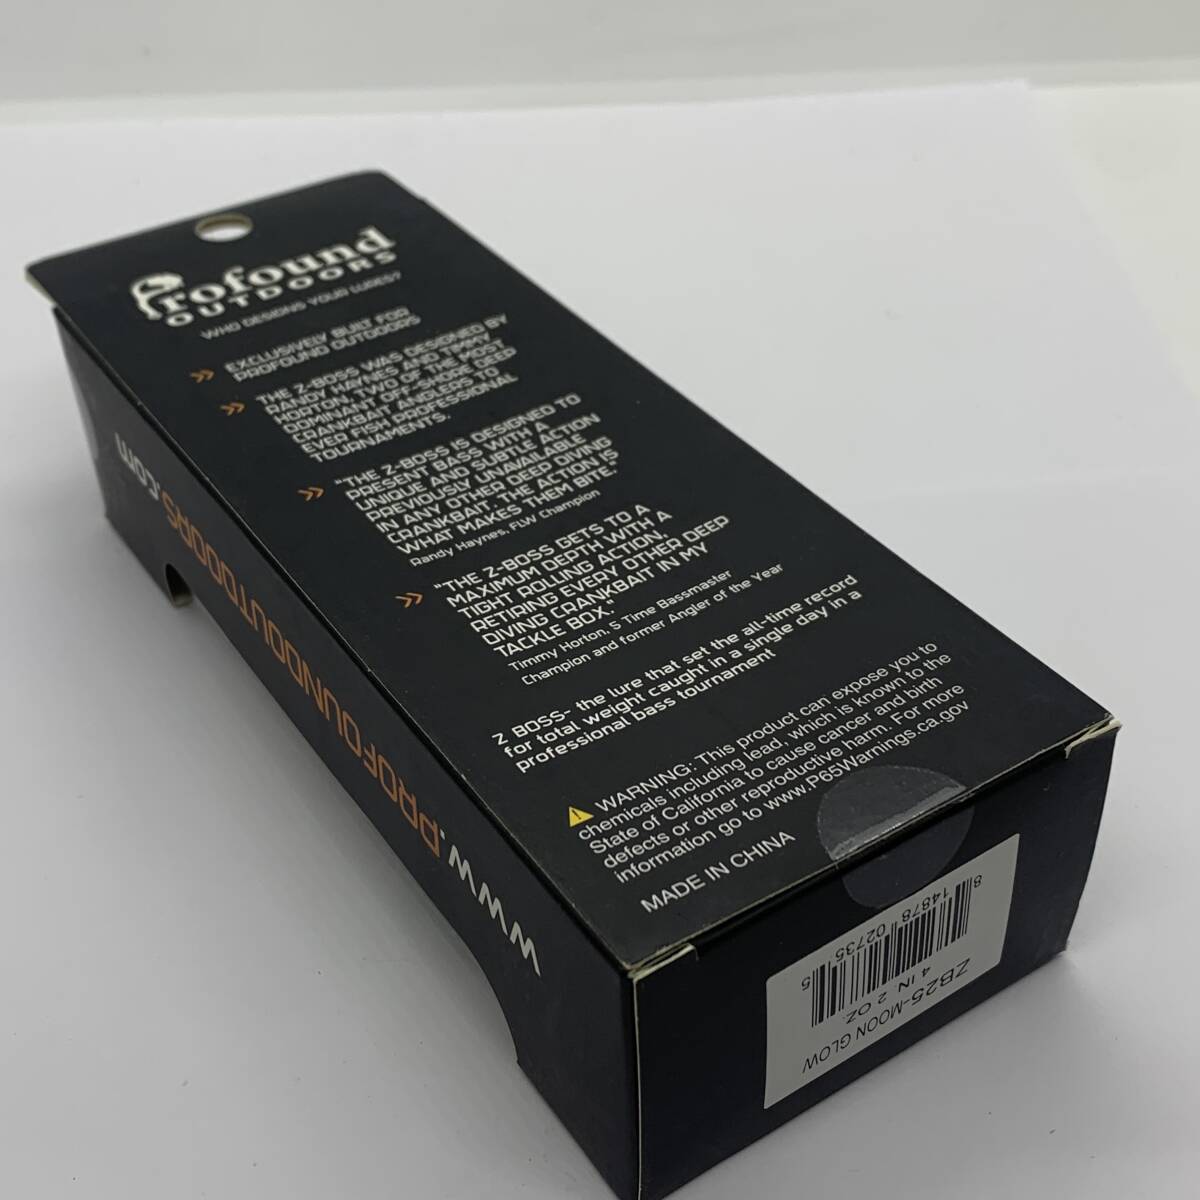 Profound
OUTDOORS
WHO DESIGNS YOUR LURES?
EXCLUSIVELY BUILT FOR
PROFOUND OUTDOORS
THE Z-BOSS WAS DESIGNED BY
RANDY HAYNES AND TIMMY
HORTON, TWO OF THE MOST
DOMINANT OFF-SHORE DEEP
CRANKBAIT ANGLERS TO
EVER FISH PROFESSIONAL
TOURNAMENTS.
"THE Z-BOSS IS DESIGNED TO
PRESENT BASS WITH A
UNIQUE AND SUBTLE ACTION
PREVIOUSLY UNAVAILABLE
IN ANY OTHER DEEP DIVING
CRANKBAIT. THE ACTION IS
WHAT MAKES THEM BITE."
Randy Haynes, FLW Champion
"THE Z-BOSS GETS TO A
MAXIMUM DEPTH WITH A
TIGHT ROLLING ACTION,
RETIRING EVERY OTHER DEEP
DIVING CRANKBAIT IN MY
TACKLE BOX."
Timmy Horton, 5 Time Bassmaster
Champion and former Angler of the Year
Z BOSS- the lure that set the all-time record
for total weight caught in a single day in a
professional bass tournament
WARNING: This product can expose you to
chemicals including lead, which is known to the
State of California to cause cancer and birth
defects or other reproductive harm. For more
information go to www.P65Warnings.ca.gov
MADE IN CHINA
WWW.PROFOUNDOUTDOORS.com
ZB25-MOON GLOW
4 IN 2 OZ.
8 14878 02735 5